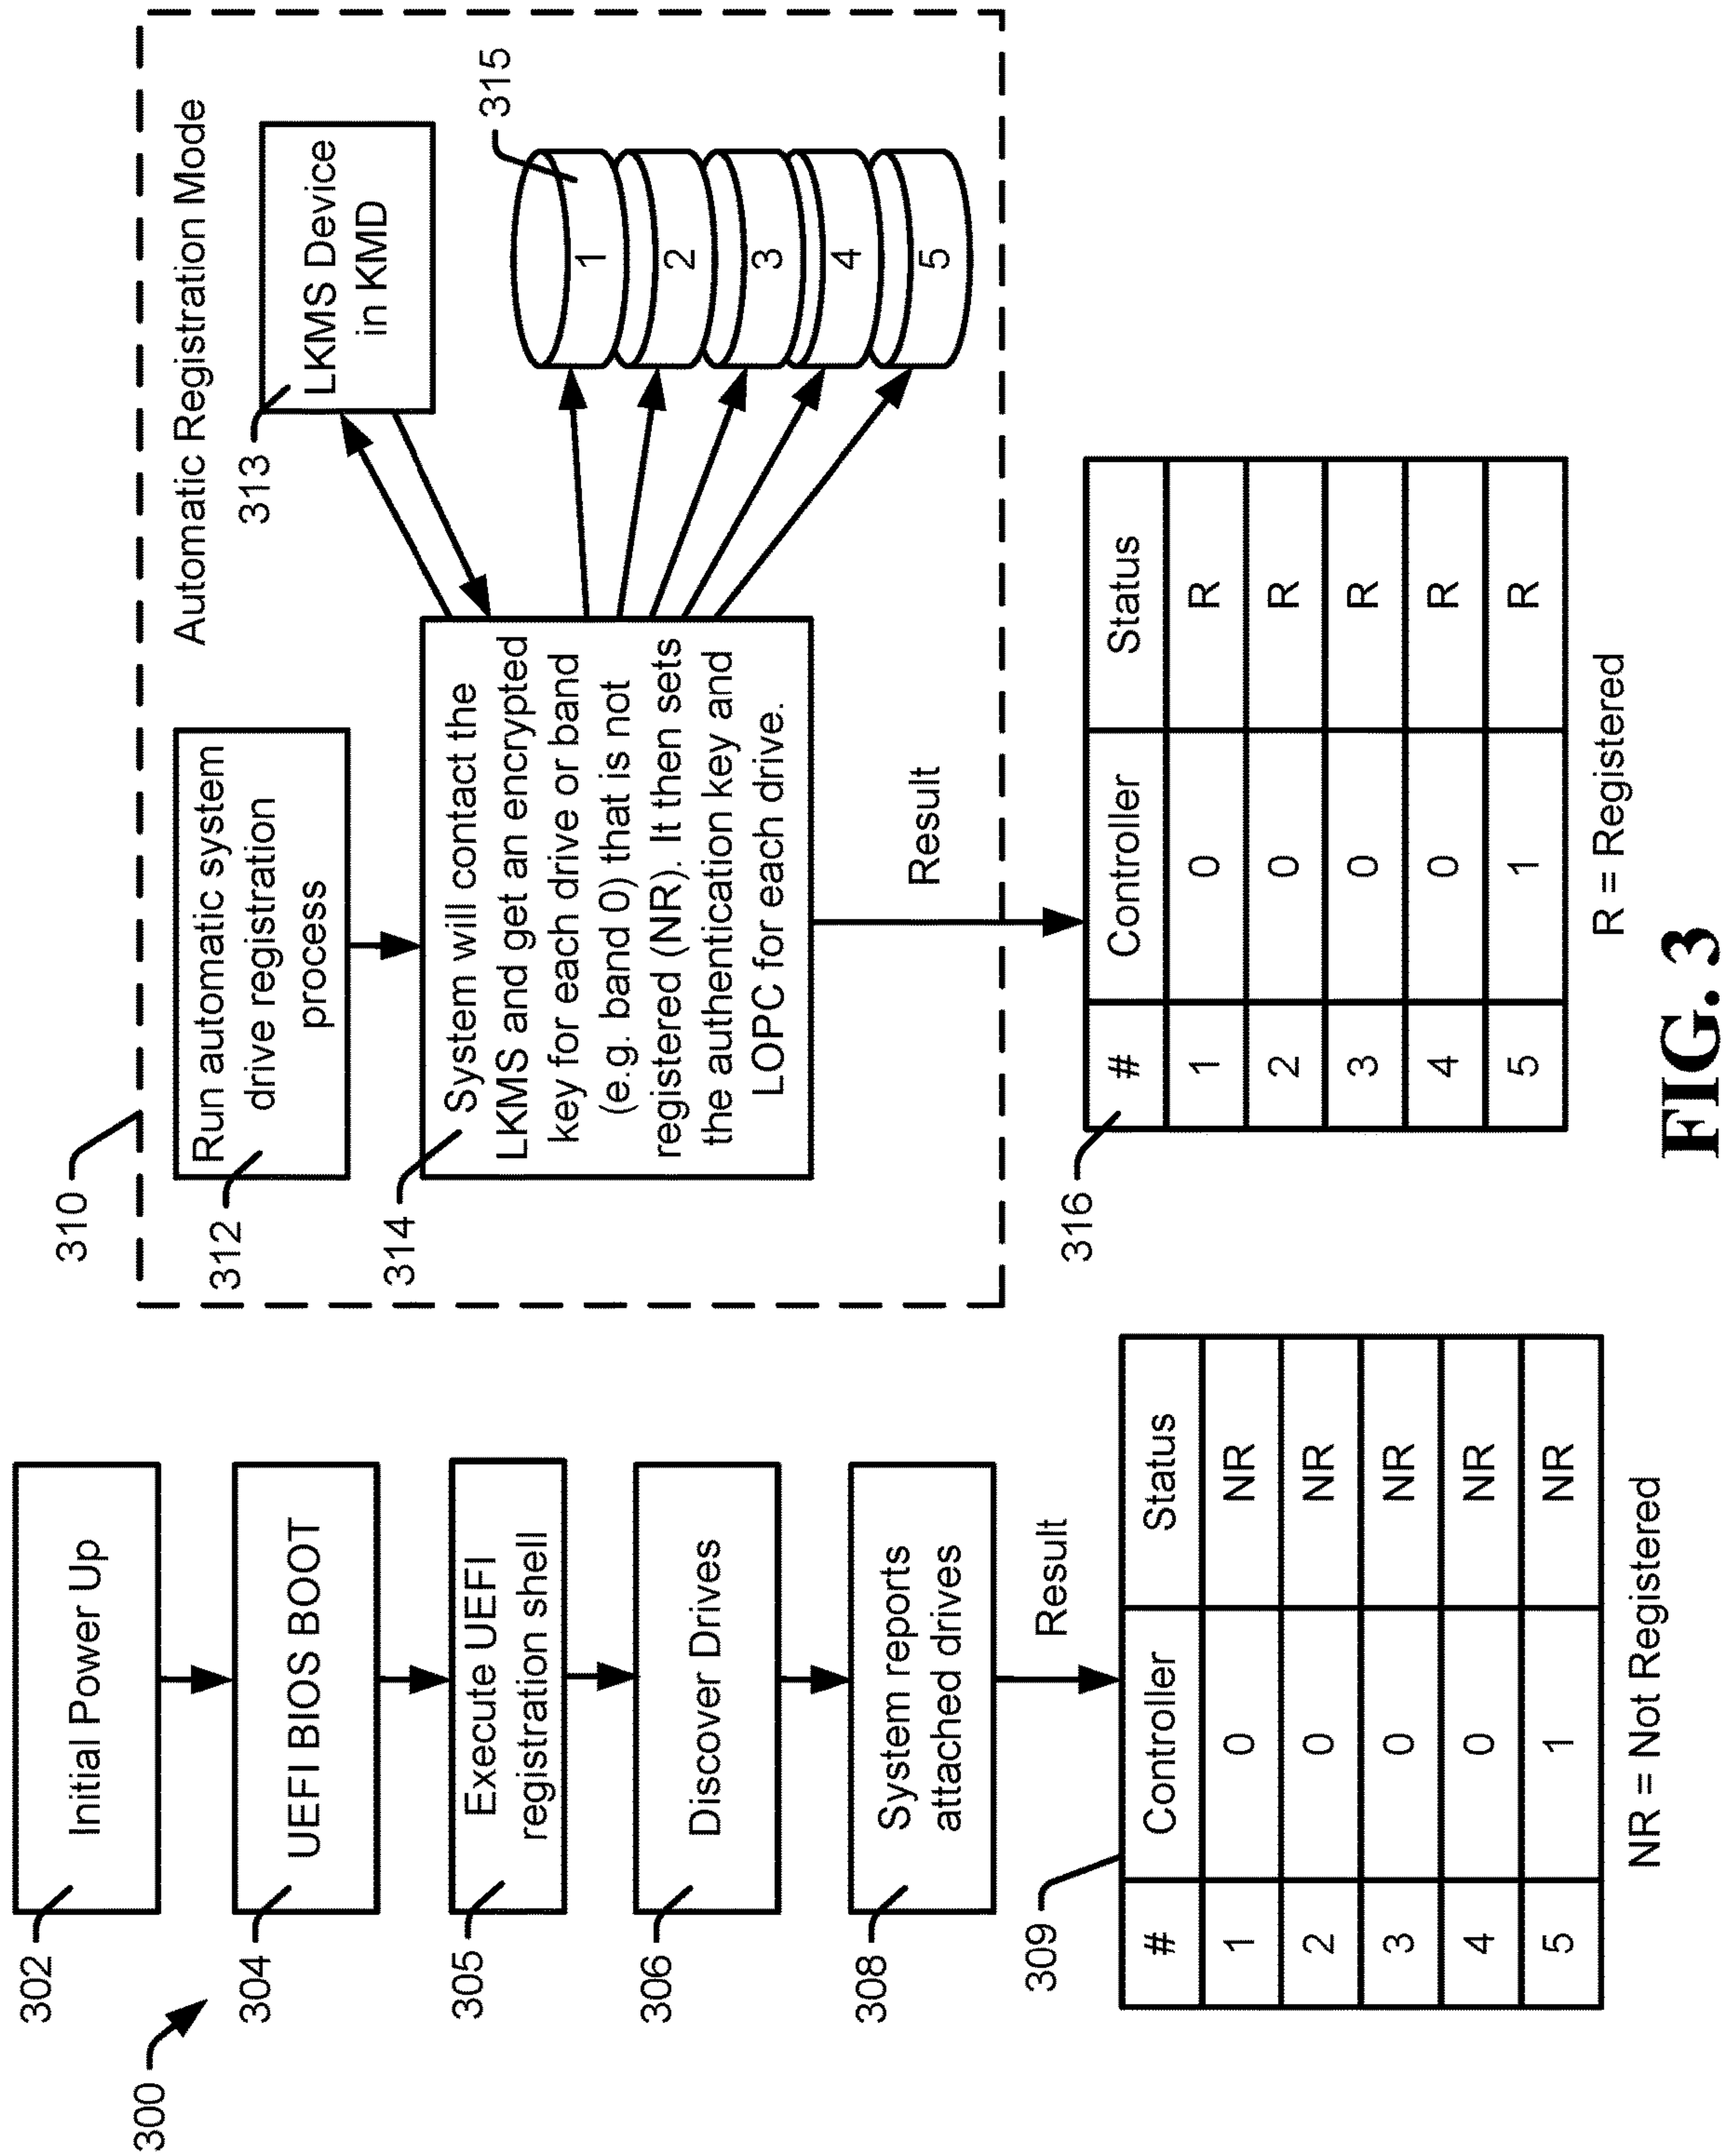 300
302
Initial Power Up
304
UEFI BIOS BOOT
305
Execute UEFI
registration shell
306
Discover Drives
308
System reports
attached drives
Result
309
# Controller Status
1 0 NR
2 0 NR
3 0 NR
4 0 NR
5 1 NR
NR = Not Registered
310
Automatic Registration Mode
312
Run automatic system
drive registration
process
313
LKMS Device
in KMD
314
System will contact the
LKMS and get an encrypted
key for each drive or band
(e.g. band 0) that is not
registered (NR). It then sets
the authentication key and
LOPC for each drive.
315
1
2
3
4
5
Result
316
# Controller Status
1 0 R
2 0 R
3 0 R
4 0 R
5 1 R
R = Registered
FIG. 3